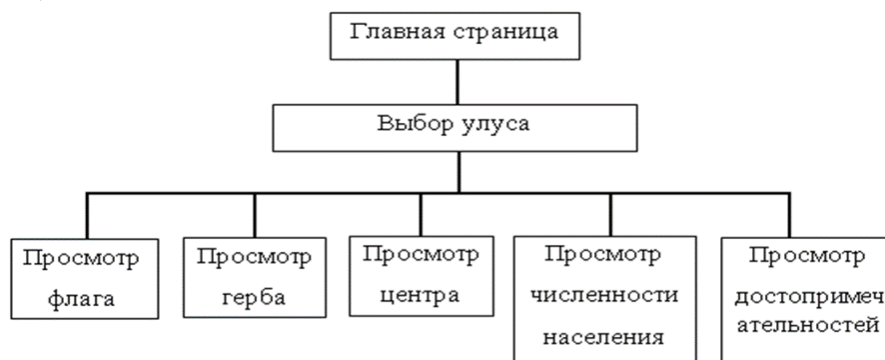 Главная страница
Выбор улуса
Просмотр
флага
Просмотр
герба
Просмотр
центра
Просмотр
численности
населения
Просмотр
достопримеч
ательностей